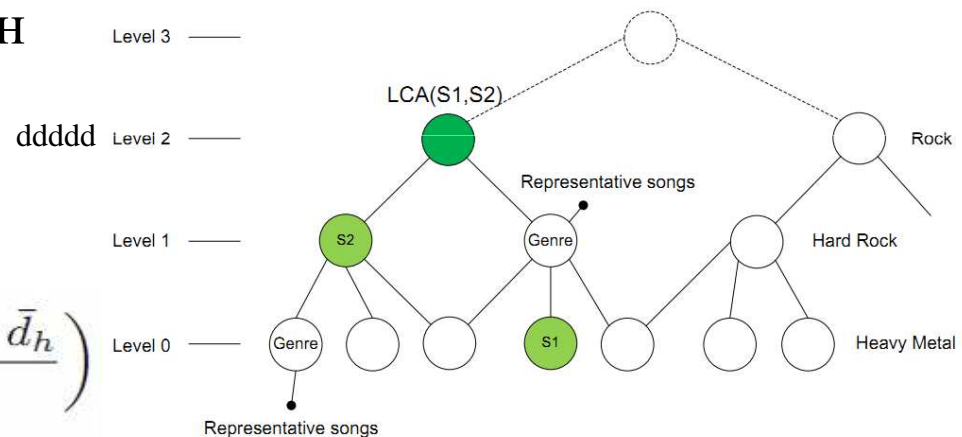 H
Level 3
LCA(S1,S2)
ddddd Level 2
Rock
Representative songs
Level 1
S2
Genre
Hard Rock
d̄h )
Level 0
Genre
S1
Heavy Metal
Representative songs